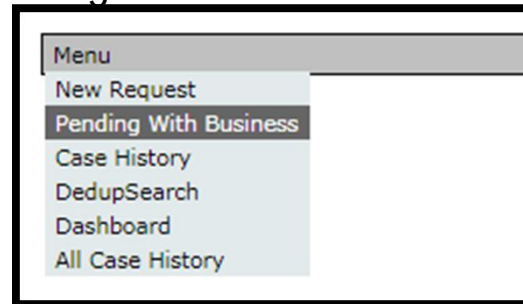 Menu
New Request
Pending With Business
Case History
DedupSearch
Dashboard
All Case History